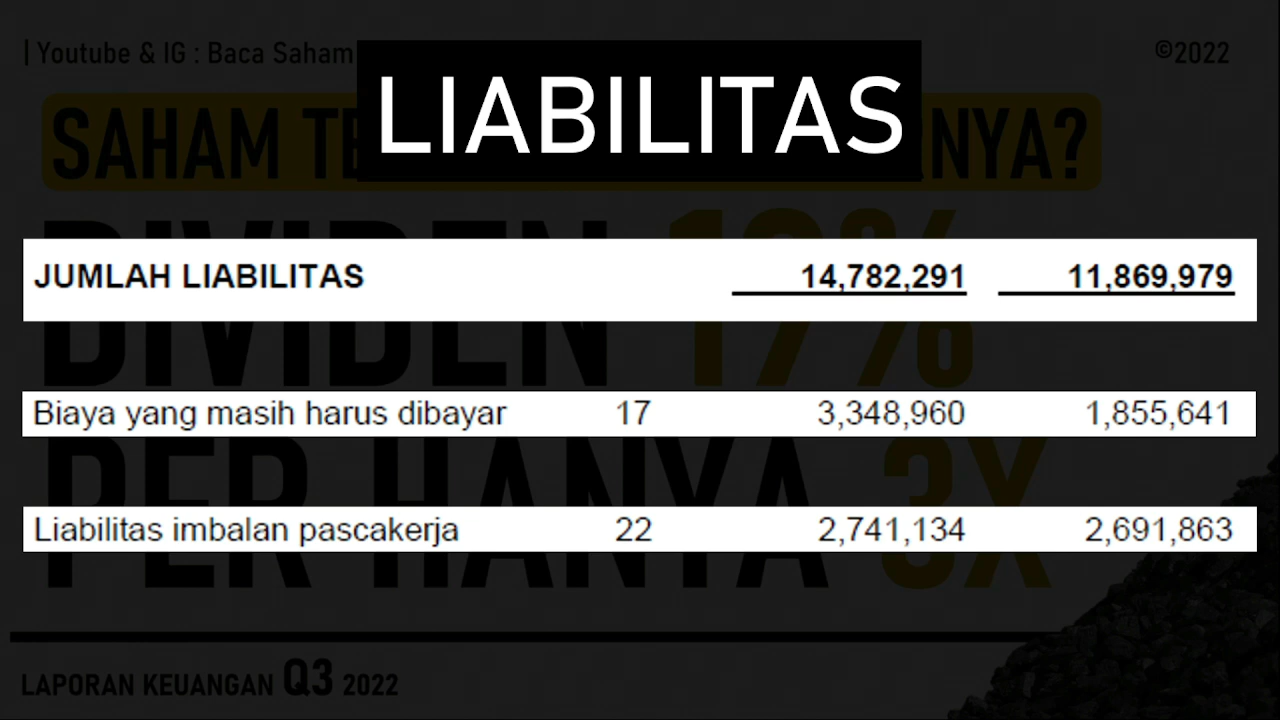 | Youtube & IG : Baca Saham
©2022
LIABILITAS
SAHAM NYA?
DIVIDEN 17%
JUMLAH LIABILITAS 14,782,291 11,869,979
Biaya yang masih harus dibayar 17 3,348,960 1,855,641
PER HANYA 3X
Liabilitas imbalan pascakerja 22 2,741,134 2,691,863
LAPORAN KEUANGAN Q3 2022